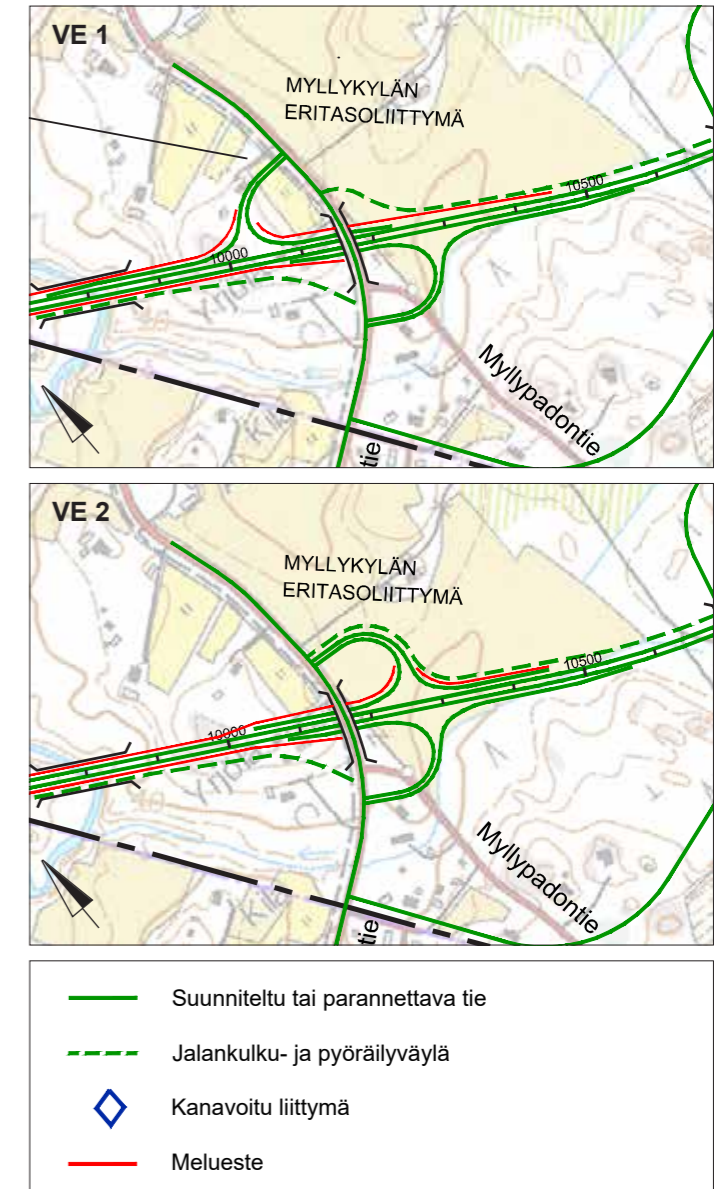 VE 1
MYLLYKYLÄN
ERITASOLIITTYMÄ
10500
10000
Myllypadontie
tie
VE 2
MYLLYKYLÄN
ERITASOLIITTYMÄ
10500
10000
Myllypadontie
tie
Suunniteltu tai parannettava tie
Jalankulku- ja pyöräilyväylä
Kanavoitu liittymä
Melueste